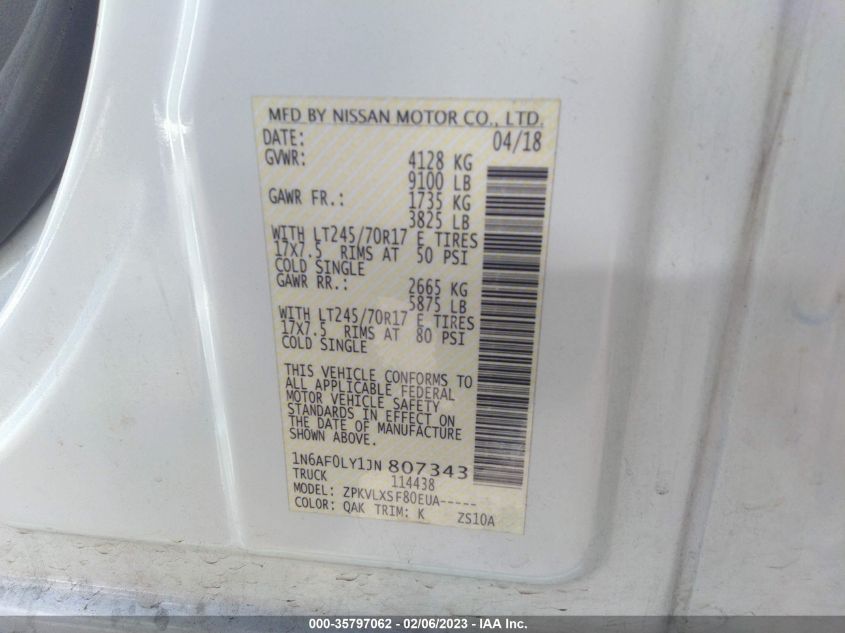 MFD BY NISSAN MOTOR CO., LTD.
DATE: 04/18
GVWR: 4128 KG
9100 LB
GAWR FR.: 1735 KG
3825 LB
WITH LT245/70R17 E TIRES
17X7.5 RIMS AT 50 PSI
COLD SINGLE
GAWR RR.: 2665 KG
5875 LB
WITH LT245/70R17 E TIRES
17X7.5 RIMS AT 80 PSI
COLD SINGLE
THIS VEHICLE CONFORMS TO
ALL APPLICABLE FEDERAL
MOTOR VEHICLE SAFETY
STANDARDS IN EFFECT ON
THE DATE OF MANUFACTURE
SHOWN ABOVE.
1N6AF0LY1JN 807343
TRUCK 114438
MODEL: ZPKVLXSF80EUA-----
COLOR: QAK TRIM: K ZS10A
000-35797062 - 02/06/2023 - IAA Inc.